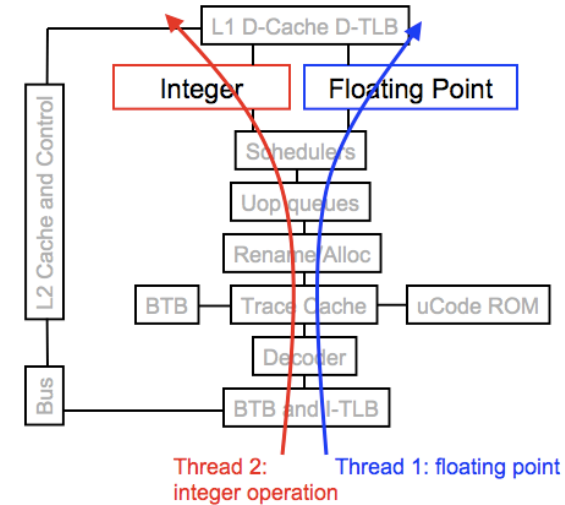 L1 D-Cache D-TLB
Integer
Floating Point
L2 Cache and Control
Schedulers
Uop queues
Rename/Alloc
BTB
Trace Cache
uCode ROM
Decoder
Bus
BTB and I-TLB
Thread 2:
integer operation
Thread 1: floating point